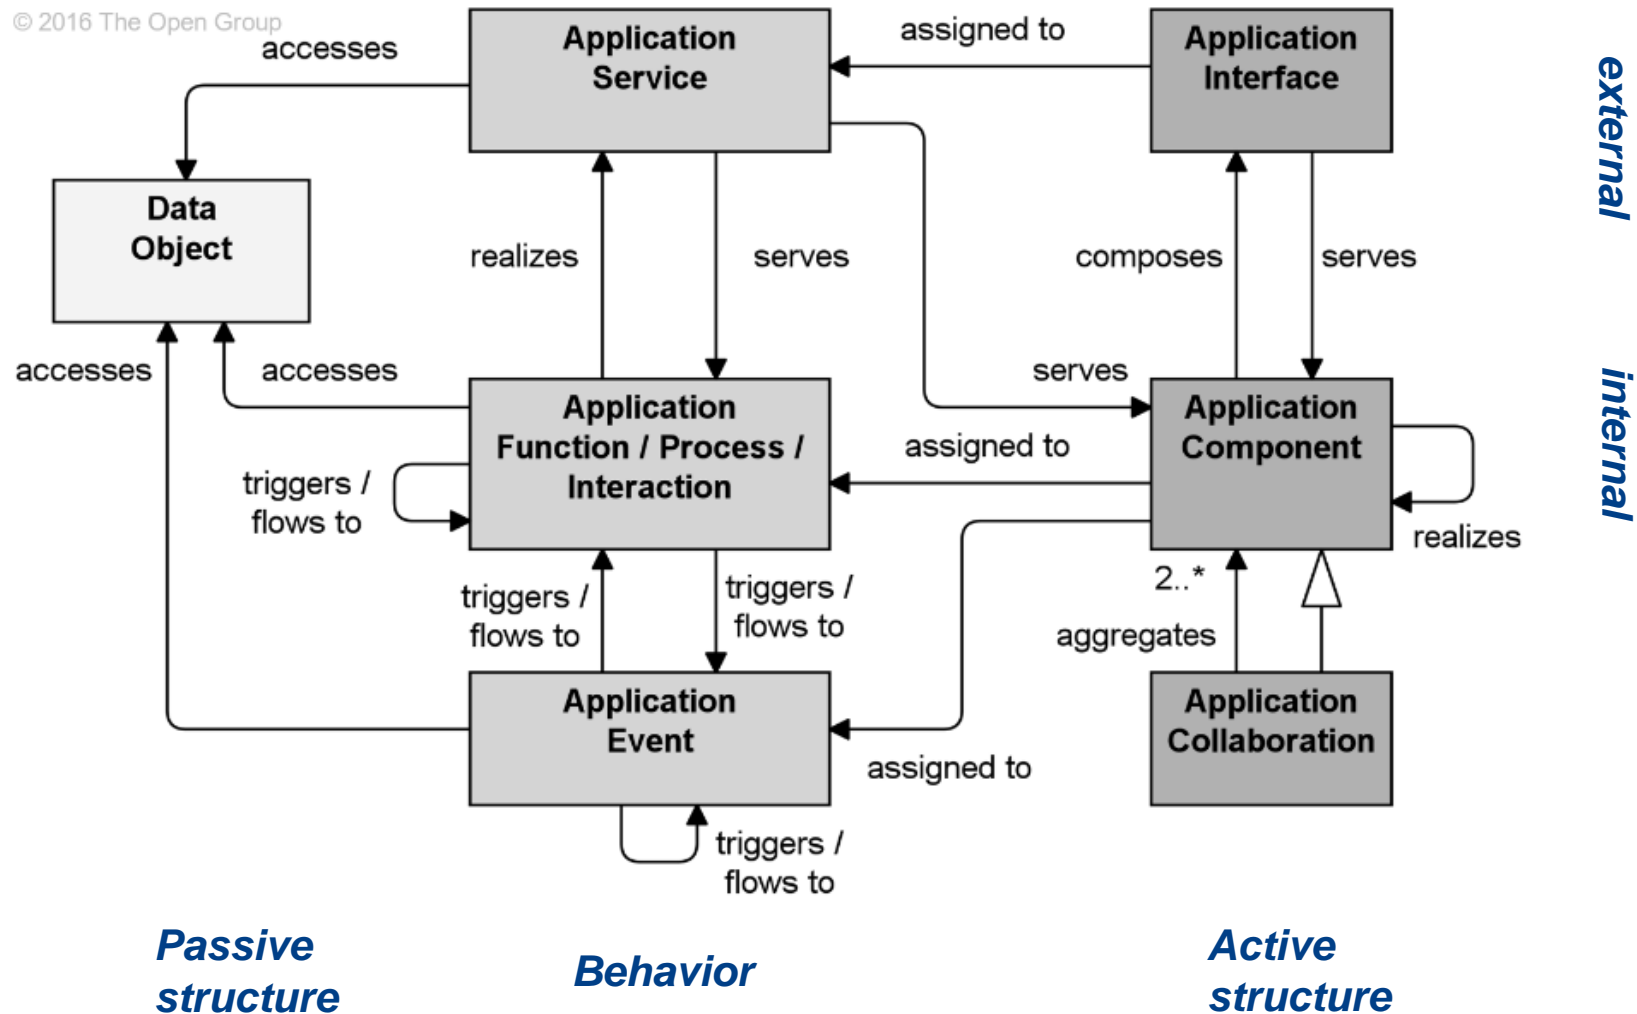 © 2016 The Open Group
accesses
Application
Service
assigned to
Application
Interface
external
Data
Object
realizes
serves
composes
serves
accesses
accesses
Application
Function / Process /
Interaction
serves
assigned to
Application
Component
internal
triggers /
flows to
realizes
triggers /
flows to
triggers /
flows to
2..*
aggregates
Application
Event
assigned to
Application
Collaboration
triggers /
flows to
Passive
structure
Behavior
Active
structure